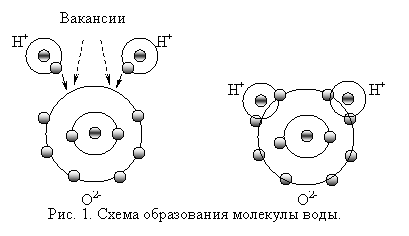 Вакансии
H+ H+
H+ H+
O2- O2-
Рис. 1. Схема образования молекулы воды.